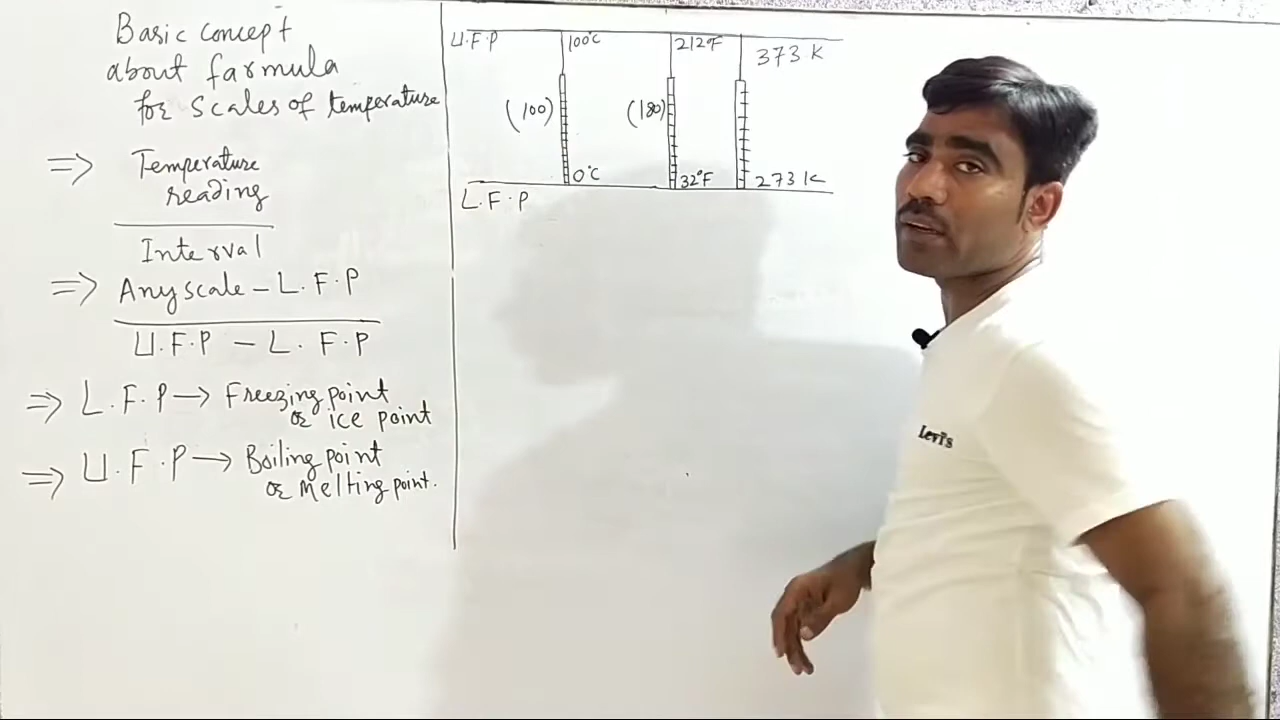 Basic concept
about farmula
for scales of temperature
=> Temperature
reading
Interval
=> Any scale - L.F.P
U.F.P - L.F.P
=> L.F.P → Freezing point
or ice point
=> U.F.P → Boiling point
or Melting point.
U.F.P 100°C 212°F 373 K
(100) (180)
0°C 32°F 273 K
L.F.P
Levi's